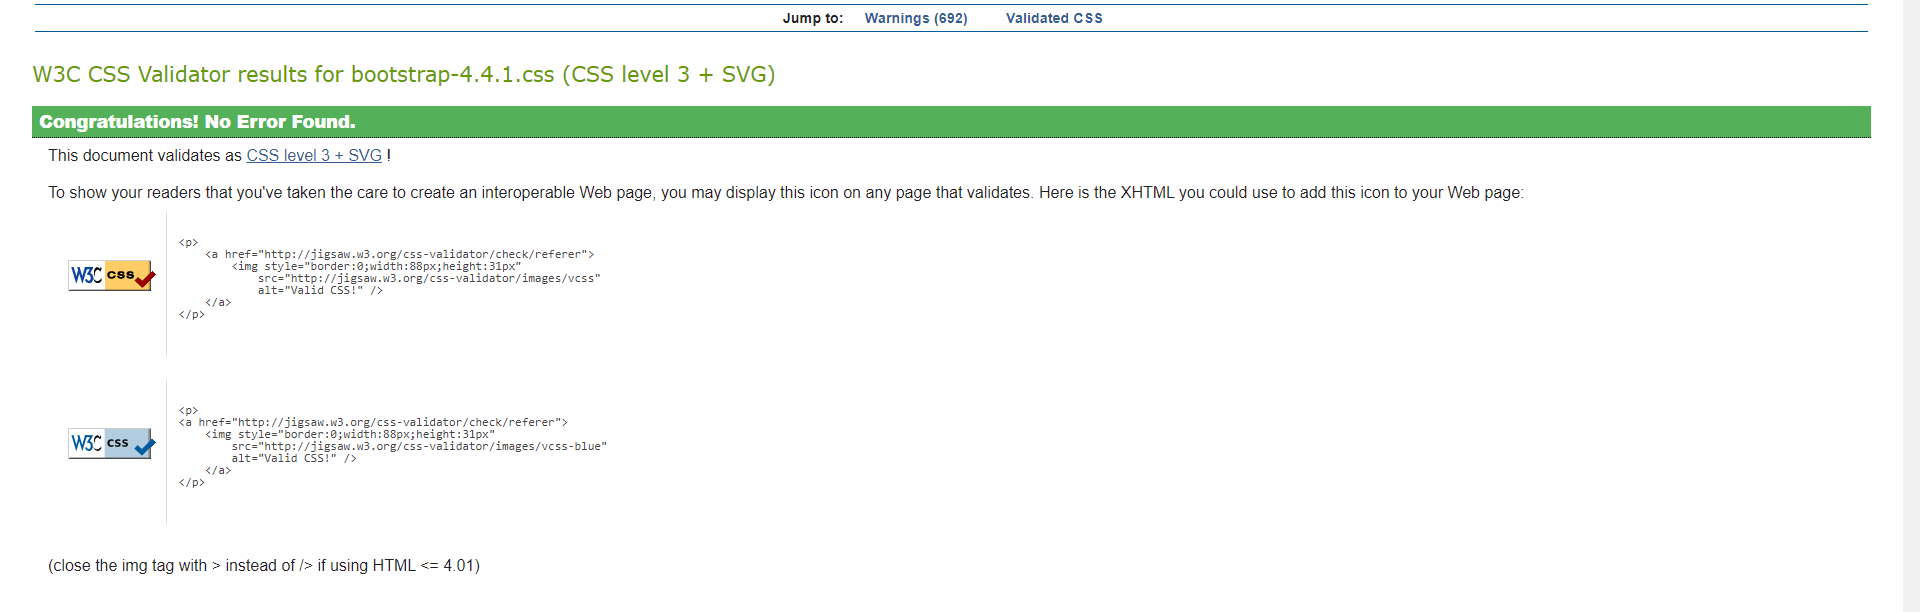 Jump to: Warnings (692) Validated CSS
W3C CSS Validator results for bootstrap-4.4.1.css (CSS level 3 + SVG)
Congratulations! No Error Found.
This document validates as CSS level 3 + SVG !
To show your readers that you've taken the care to create an interoperable Web page, you may display this icon on any page that validates. Here is the XHTML you could use to add this icon to your Web page:
W3C css
<p>
<a href="http://jigsaw.w3.org/css-validator/check/referer">
<img style="border:0;width:88px;height:31px"
src="http://jigsaw.w3.org/css-validator/images/vcss"
alt="Valid CSS!" />
</a>
</p>
W3C css
<p>
<a href="http://jigsaw.w3.org/css-validator/check/referer">
<img style="border:0;width:88px;height:31px"
src="http://jigsaw.w3.org/css-validator/images/vcss-blue"
alt="Valid CSS!" />
</a>
</p>
(close the img tag with > instead of /> if using HTML <= 4.01)